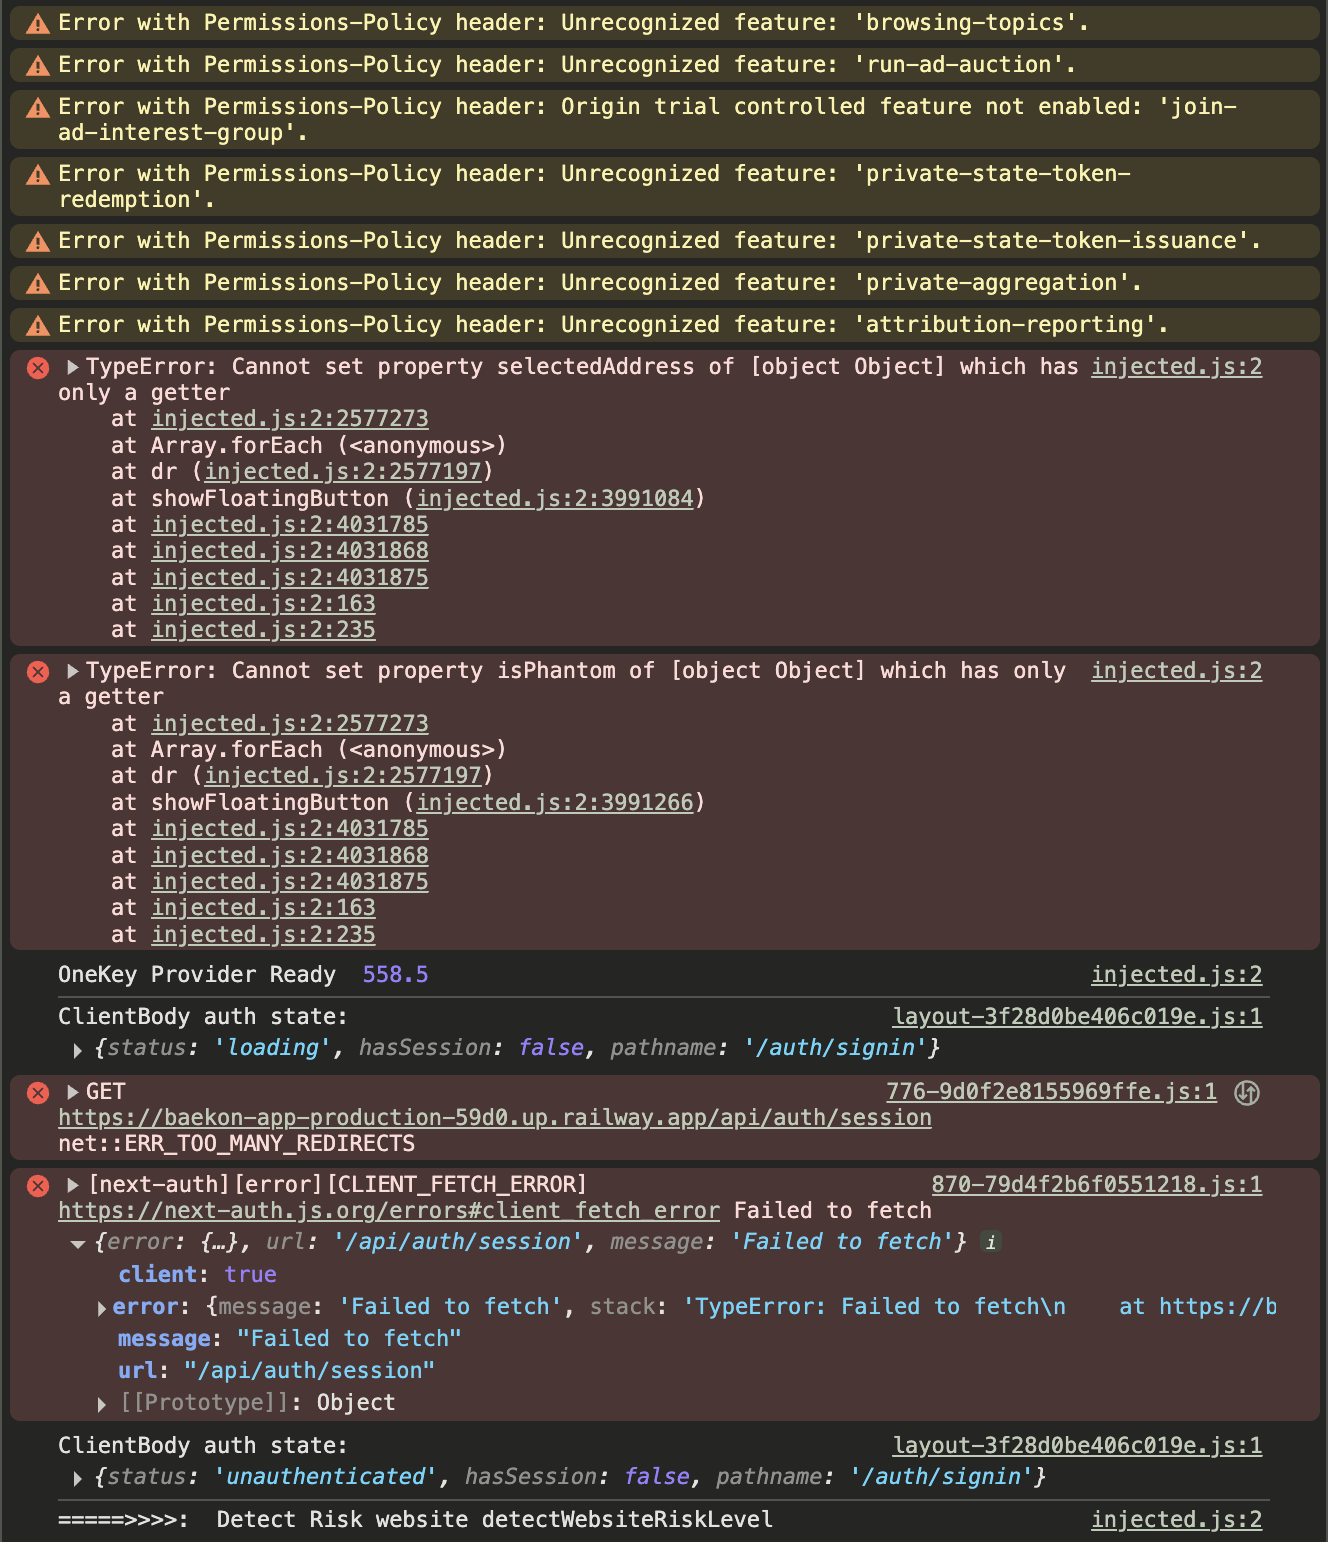 Error with Permissions-Policy header: Unrecognized feature: 'browsing-topics'.
Error with Permissions-Policy header: Unrecognized feature: 'run-ad-auction'.
Error with Permissions-Policy header: Origin trial controlled feature not enabled: 'join-
ad-interest-group'.
Error with Permissions-Policy header: Unrecognized feature: 'private-state-token-
redemption'.
Error with Permissions-Policy header: Unrecognized feature: 'private-state-token-issuance'.
Error with Permissions-Policy header: Unrecognized feature: 'private-aggregation'.
Error with Permissions-Policy header: Unrecognized feature: 'attribution-reporting'.
TypeError: Cannot set property selectedAddress of [object Object] which has injected.js:2
only a getter
at injected.js:2:2577273
at Array.forEach (<anonymous>)
at dr (injected.js:2:2577197)
at showFloatingButton (injected.js:2:3991084)
at injected.js:2:4031785
at injected.js:2:4031868
at injected.js:2:4031875
at injected.js:2:163
at injected.js:2:235
TypeError: Cannot set property isPhantom of [object Object] which has only injected.js:2
a getter
at injected.js:2:2577273
at Array.forEach (<anonymous>)
at dr (injected.js:2:2577197)
at showFloatingButton (injected.js:2:3991266)
at injected.js:2:4031785
at injected.js:2:4031868
at injected.js:2:4031875
at injected.js:2:163
at injected.js:2:235
OneKey Provider Ready 558.5 injected.js:2
ClientBody auth state: layout-3f28d0be406c019e.js:1
{status: 'loading', hasSession: false, pathname: '/auth/signin'}
GET 776-9d0f2e8155969ffe.js:1
https://baekon-app-production-59d0.up.railway.app/api/auth/session
net::ERR_TOO_MANY_REDIRECTS
[next-auth][error][CLIENT_FETCH_ERROR] 870-79d4f2b6f0551218.js:1
https://next-auth.js.org/errors#client_fetch_error Failed to fetch
{error: {…}, url: '/api/auth/session', message: 'Failed to fetch'} i
client: true
error: {message: 'Failed to fetch', stack: 'TypeError: Failed to fetch\n    at https://b
message: "Failed to fetch"
url: "/api/auth/session"
[[Prototype]]: Object
ClientBody auth state: layout-3f28d0be406c019e.js:1
{status: 'unauthenticated', hasSession: false, pathname: '/auth/signin'}
=====>>>>: Detect Risk website detectWebsiteRiskLevel injected.js:2